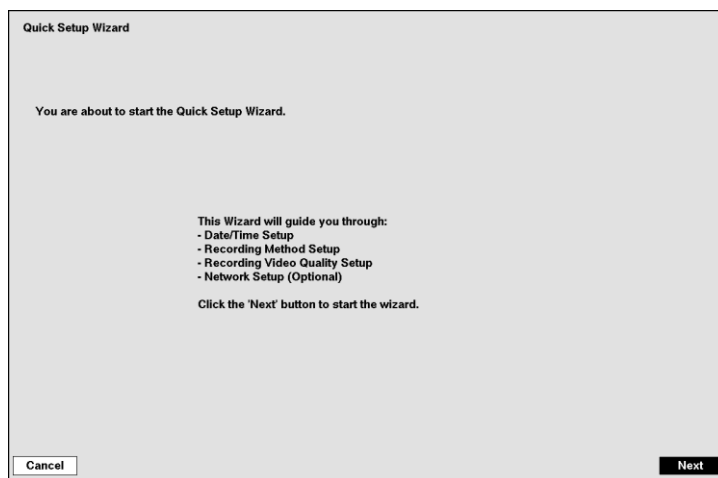 Quick Setup Wizard
You are about to start the Quick Setup Wizard.
This Wizard will guide you through:
- Date/Time Setup
- Recording Method Setup
- Recording Video Quality Setup
- Network Setup (Optional)
Click the 'Next' button to start the wizard.
Cancel
Next